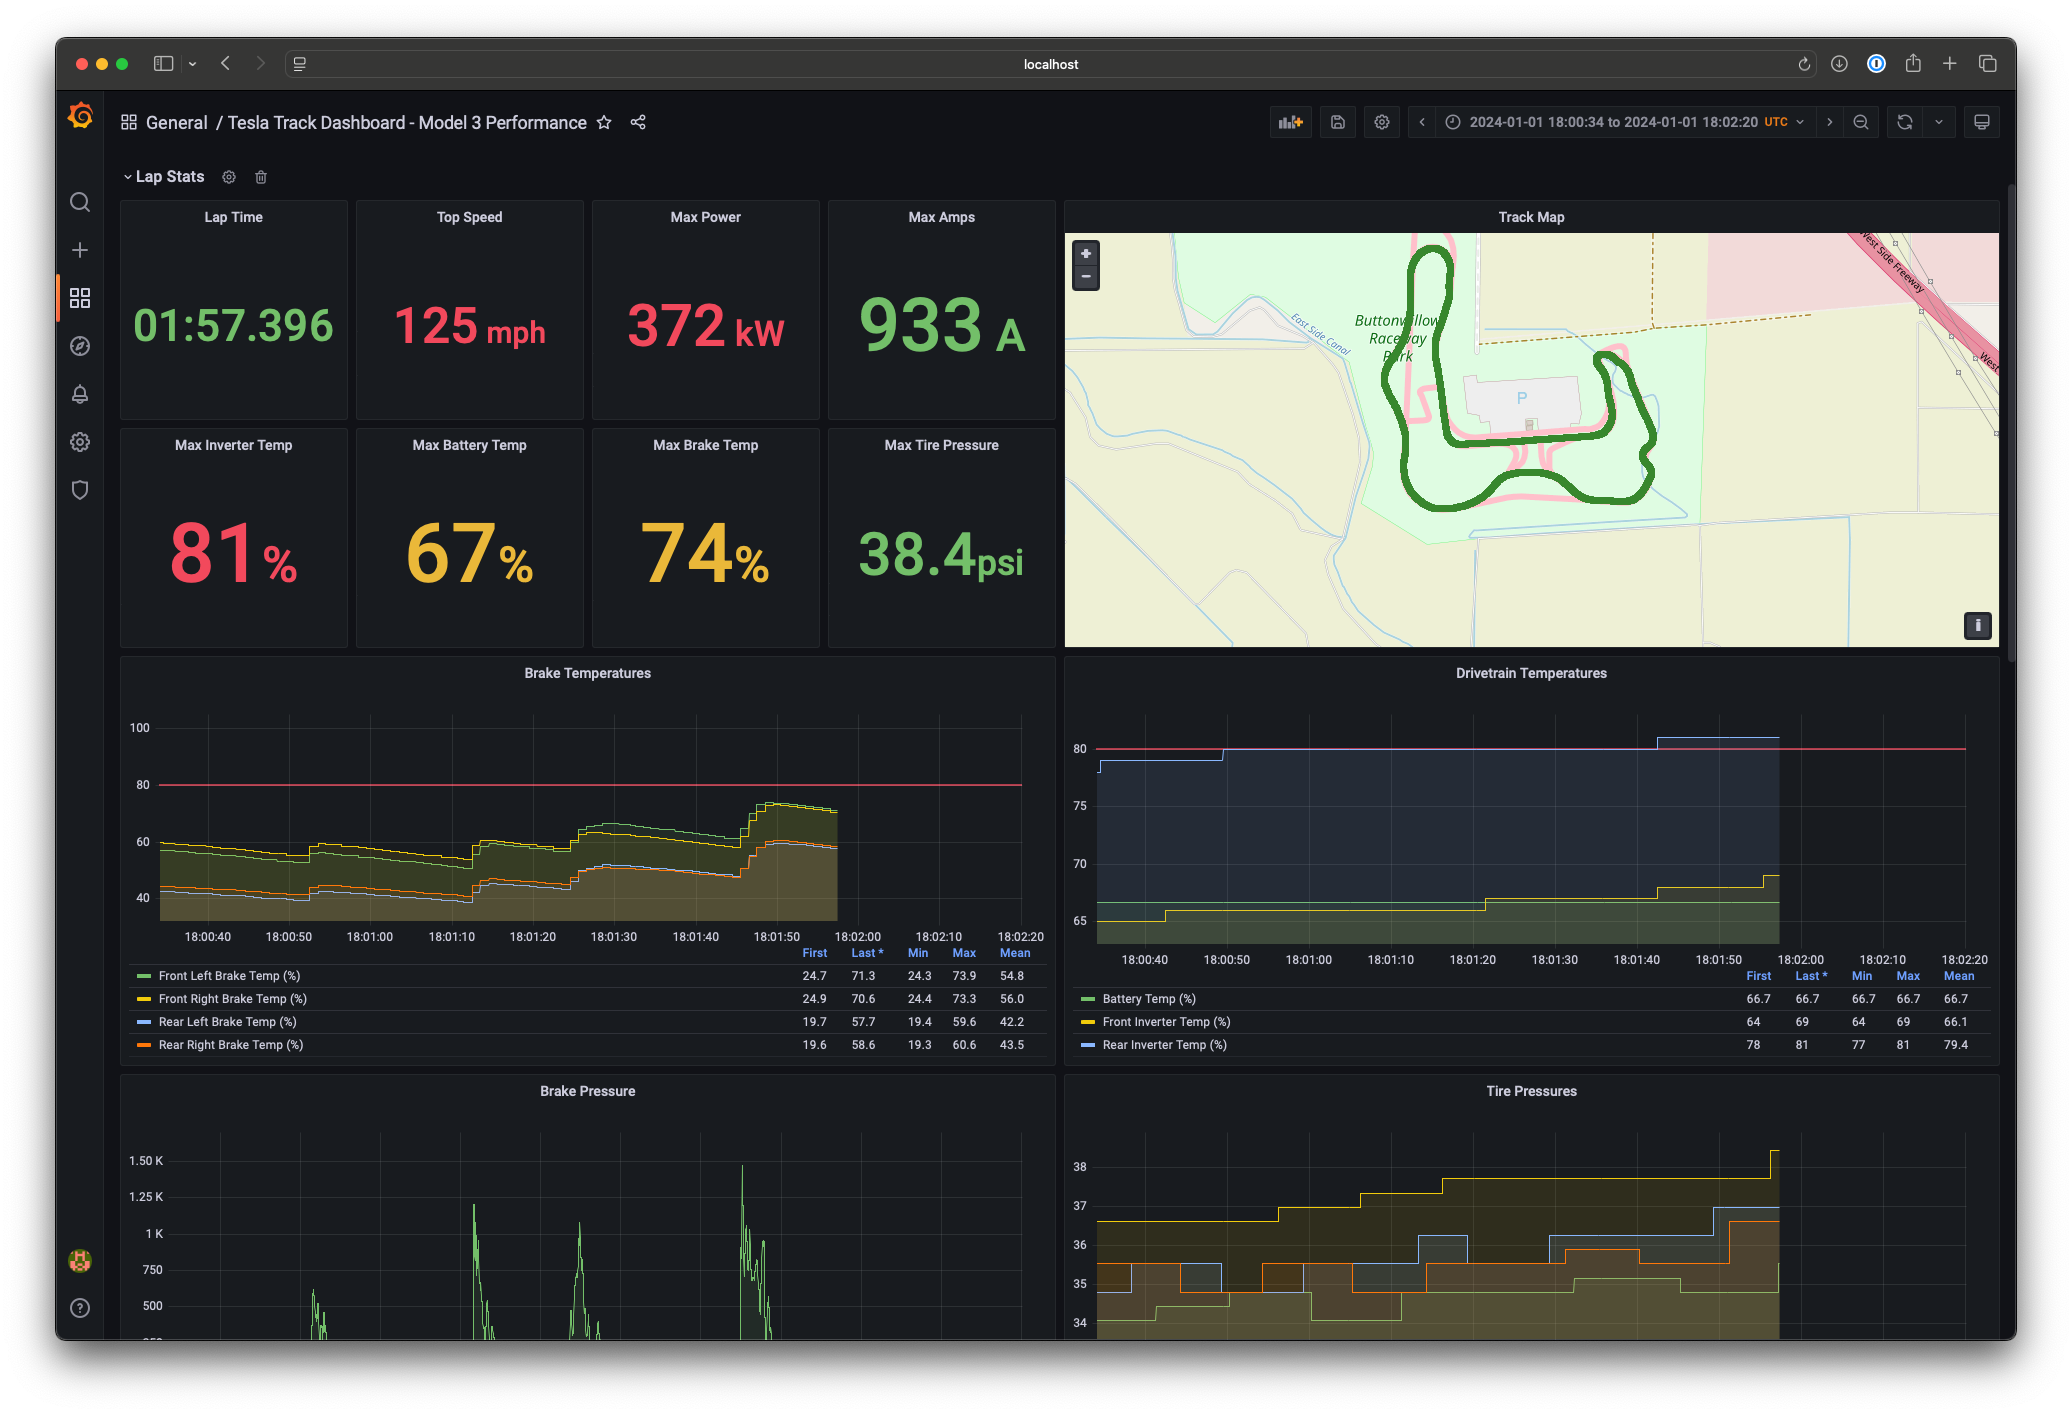 localhost
General / Tesla Track Dashboard - Model 3 Performance
2024-01-01 18:00:34 to 2024-01-01 18:02:20 UTC
Lap Stats
Lap Time
01:57.396
Top Speed
125 mph
Max Power
372 kW
Max Amps
933 A
Max Inverter Temp
81%
Max Battery Temp
67%
Max Brake Temp
74%
Max Tire Pressure
38.4psi
Track Map
+
−
East Side Canal
Buttonwillow
Raceway
Park
P
West Side Freeway
West
i
Brake Temperatures
100
80
60
40
18:00:40 18:00:50 18:01:00 18:01:10 18:01:20 18:01:30 18:01:40 18:01:50 18:02:00 18:02:10 18:02:20
First Last * Min Max Mean
Front Left Brake Temp (%) 24.7 71.3 24.3 73.9 54.8
Front Right Brake Temp (%) 24.9 70.6 24.4 73.3 56.0
Rear Left Brake Temp (%) 19.7 57.7 19.4 59.6 42.2
Rear Right Brake Temp (%) 19.6 58.6 19.3 60.6 43.5
Drivetrain Temperatures
80
75
70
65
18:00:40 18:00:50 18:01:00 18:01:10 18:01:20 18:01:30 18:01:40 18:01:50 18:02:00 18:02:10 18:02:20
First Last * Min Max Mean
Battery Temp (%) 66.7 66.7 66.7 66.7 66.7
Front Inverter Temp (%) 64 69 64 69 66.1
Rear Inverter Temp (%) 78 81 77 81 79.4
Brake Pressure
1.50 K
1.25 K
1 K
750
500
Tire Pressures
38
37
36
35
34